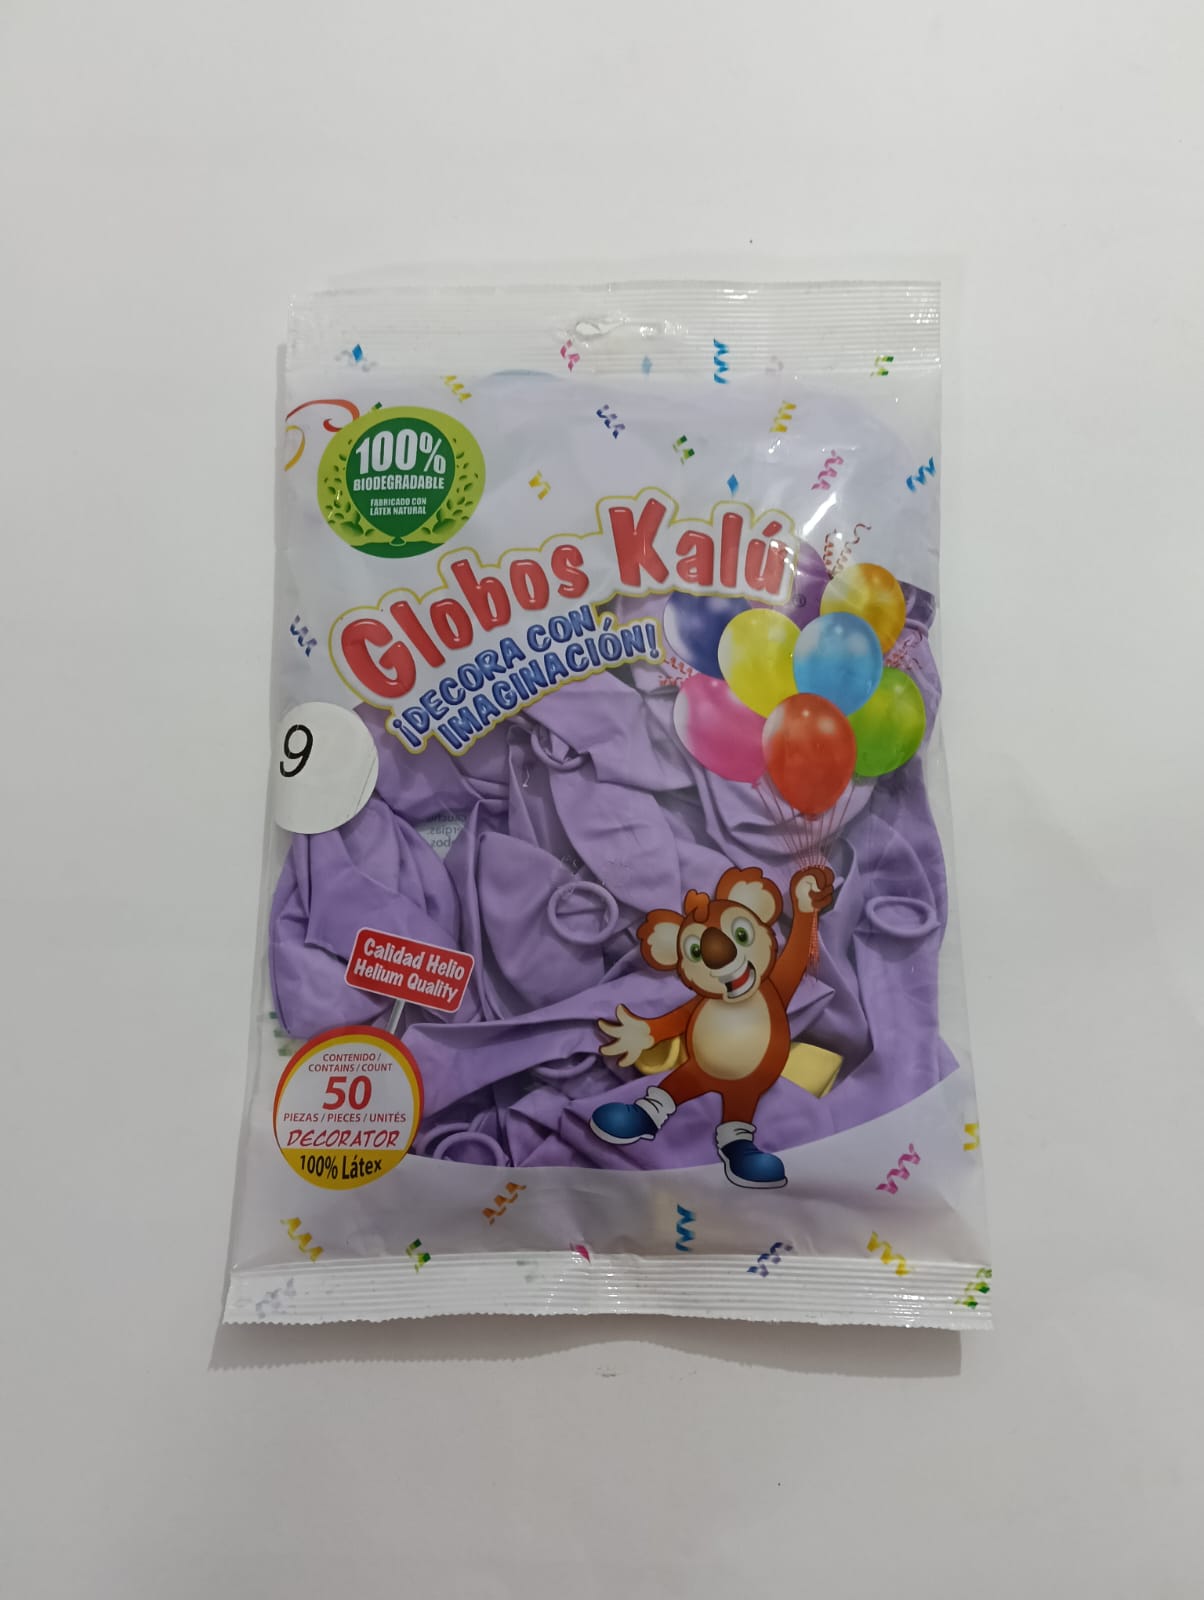 100%
BIODEGRADABLE
FABRICADO CON
LÁTEX NATURAL
Globos Kalú®
¡DECORA CON
IMAGINACIÓN!
9
Calidad Helio
Helium Quality
CONTENIDO /
CONTAINS / COUNT
50
PIEZAS / PIECES / UNITÉS
DECORATOR
100% Látex